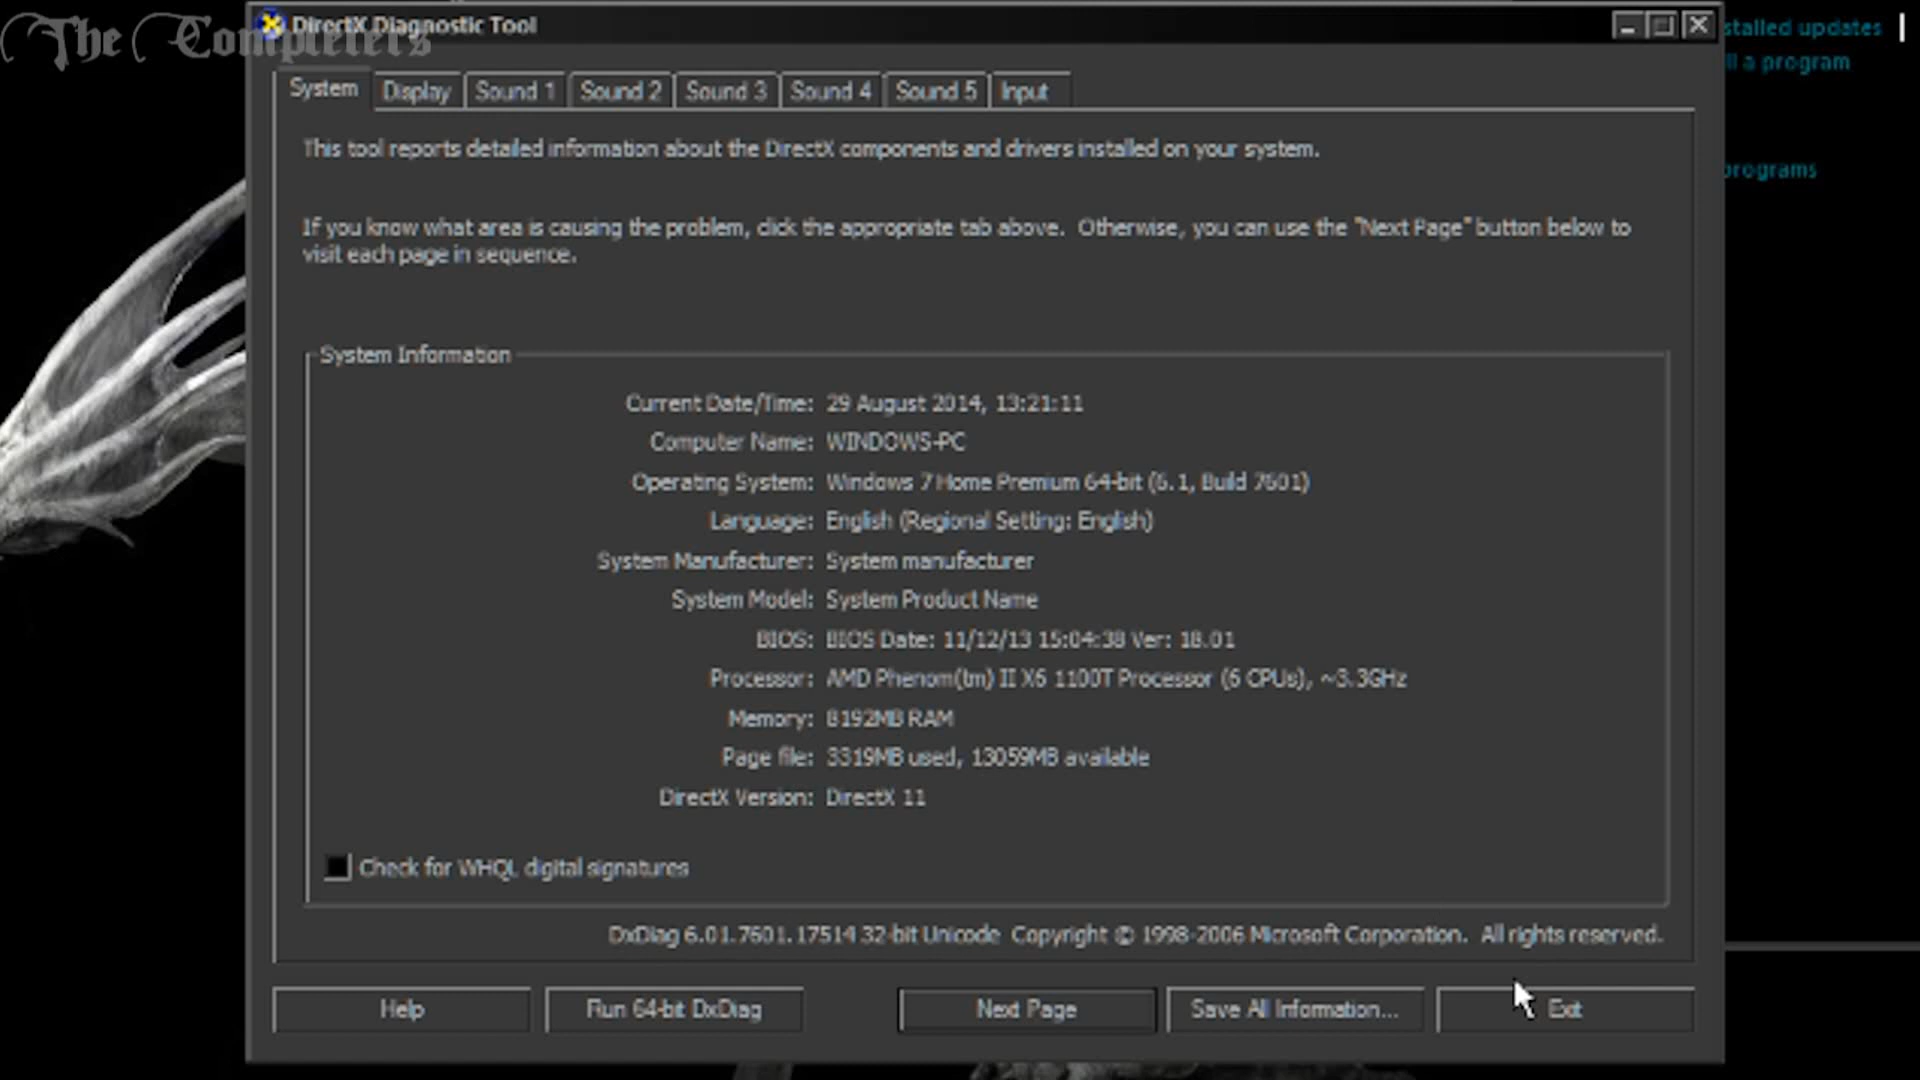 The Completers
DirectX Diagnostic Tool
stalled updates
ll a program
programs
System Display Sound 1 Sound 2 Sound 3 Sound 4 Sound 5 Input
This tool reports detailed information about the DirectX components and drivers installed on your system.
If you know what area is causing the problem, click the appropriate tab above. Otherwise, you can use the "Next Page" button below to
visit each page in sequence.
System Information
Current Date/Time: 29 August 2014, 13:21:11
Computer Name: WINDOWS-PC
Operating System: Windows 7 Home Premium 64-bit (6.1, Build 7601)
Language: English (Regional Setting: English)
System Manufacturer: System manufacturer
System Model: System Product Name
BIOS: BIOS Date: 11/12/13 15:04:38 Ver: 18.01
Processor: AMD Phenom(tm) II X6 1100T Processor (6 CPUs), ~3.3GHz
Memory: 8192MB RAM
Page file: 3319MB used, 13059MB available
DirectX Version: DirectX 11
Check for WHQL digital signatures
DxDiag 6.01.7601.17514 32-bit Unicode Copyright © 1998-2006 Microsoft Corporation. All rights reserved.
Help Run 64-bit DxDiag Next Page Save All Information... Exit